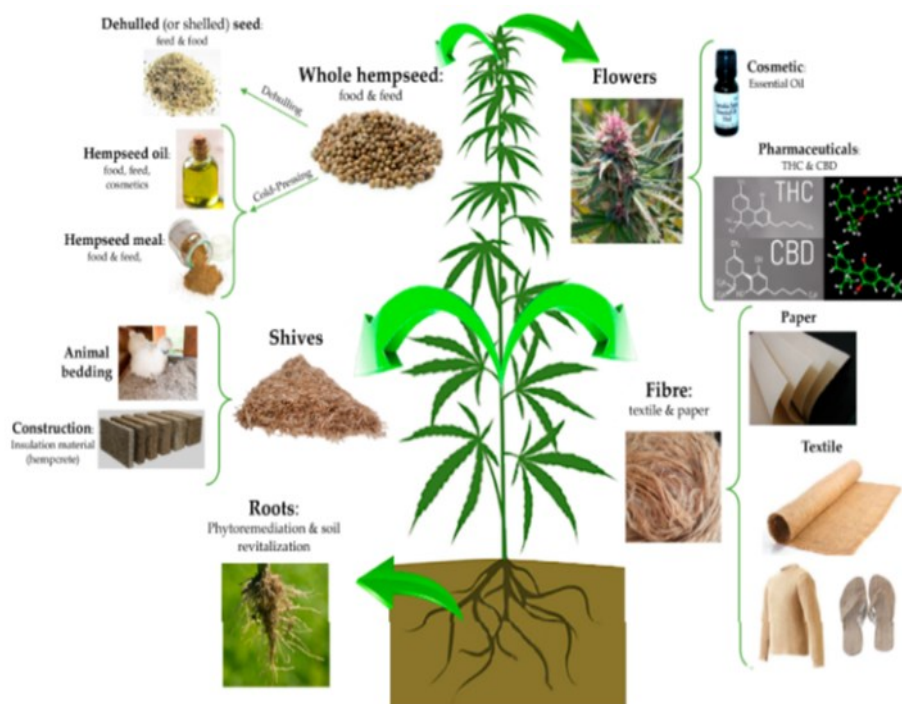 Dehulled (or shelled) seed:
feed & food
Dehulling
Whole hempseed:
food & feed
Hempseed oil:
food, feed,
cosmetics
Cold-Pressing
Hempseed meal:
food & feed,
Flowers
Cosmetic:
Essential Oil
Pharmaceuticals:
THC & CBD
THC
CBD
Animal
bedding
Shives
Construction:
Insulation material
(hempcrete)
Fibre:
textile & paper
Paper
Textile
Roots:
Phytoremediation & soil
revitalization